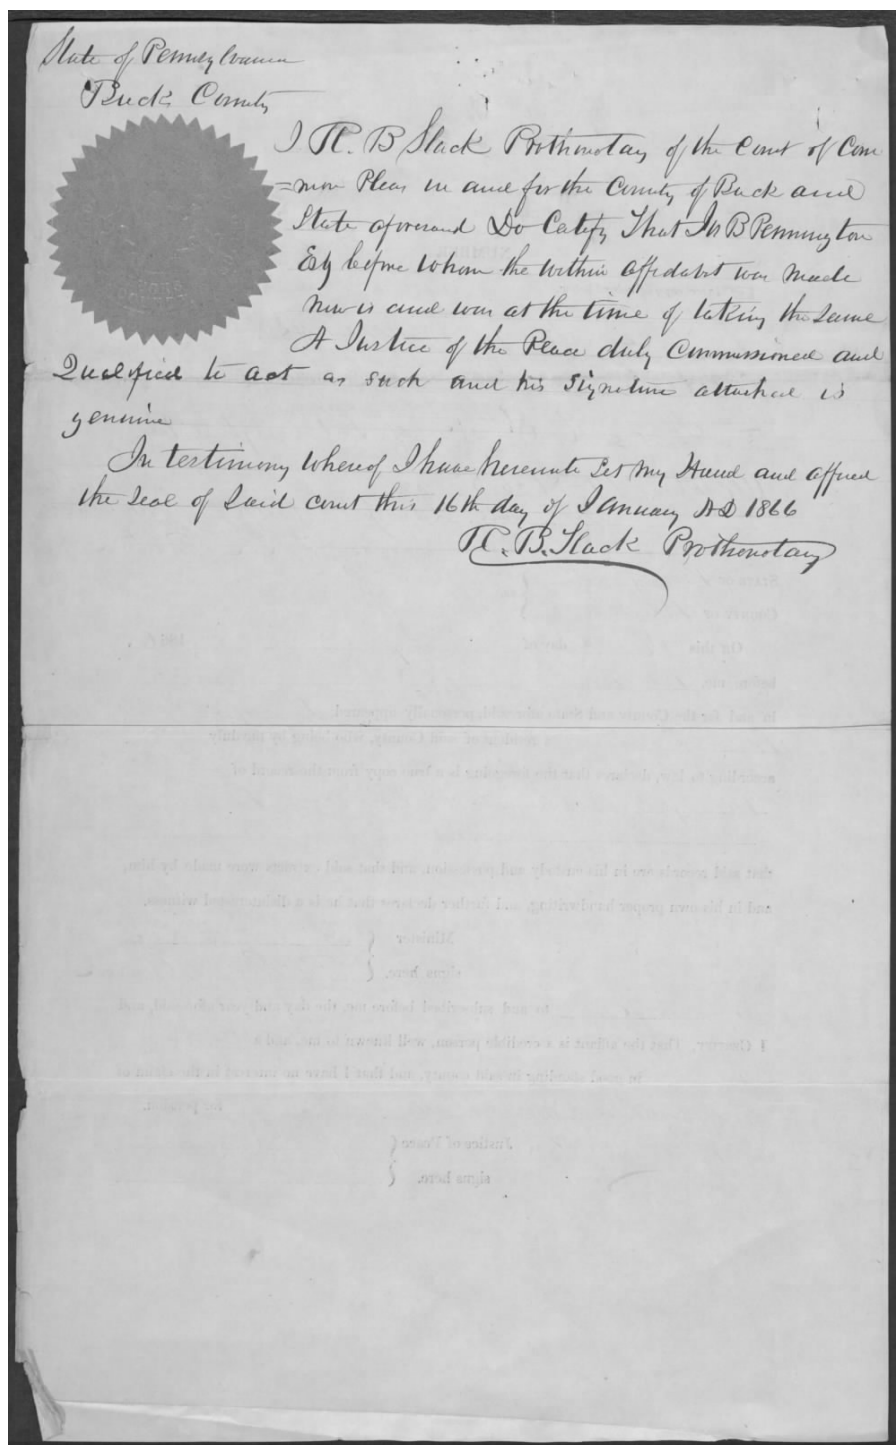 State of Pennsylvania
Buck County
I B Slack Prothonotary of the Court of Com
=mon Pleas in and for the County of Buck and
State aforesaid Do Certify That Jno B Pennington
Esq before whom the within affidavit was made
Now is and was at the time of taking the Same
A Justice of the Peace duly Commissioned and
Qualified to act as such and his Signature attached is
genuine
In testimony whereof I have hereunto Set My Hand and affixed
the Seal of Said court this 16th day of January AD 1866
B. Slack Prothonotary